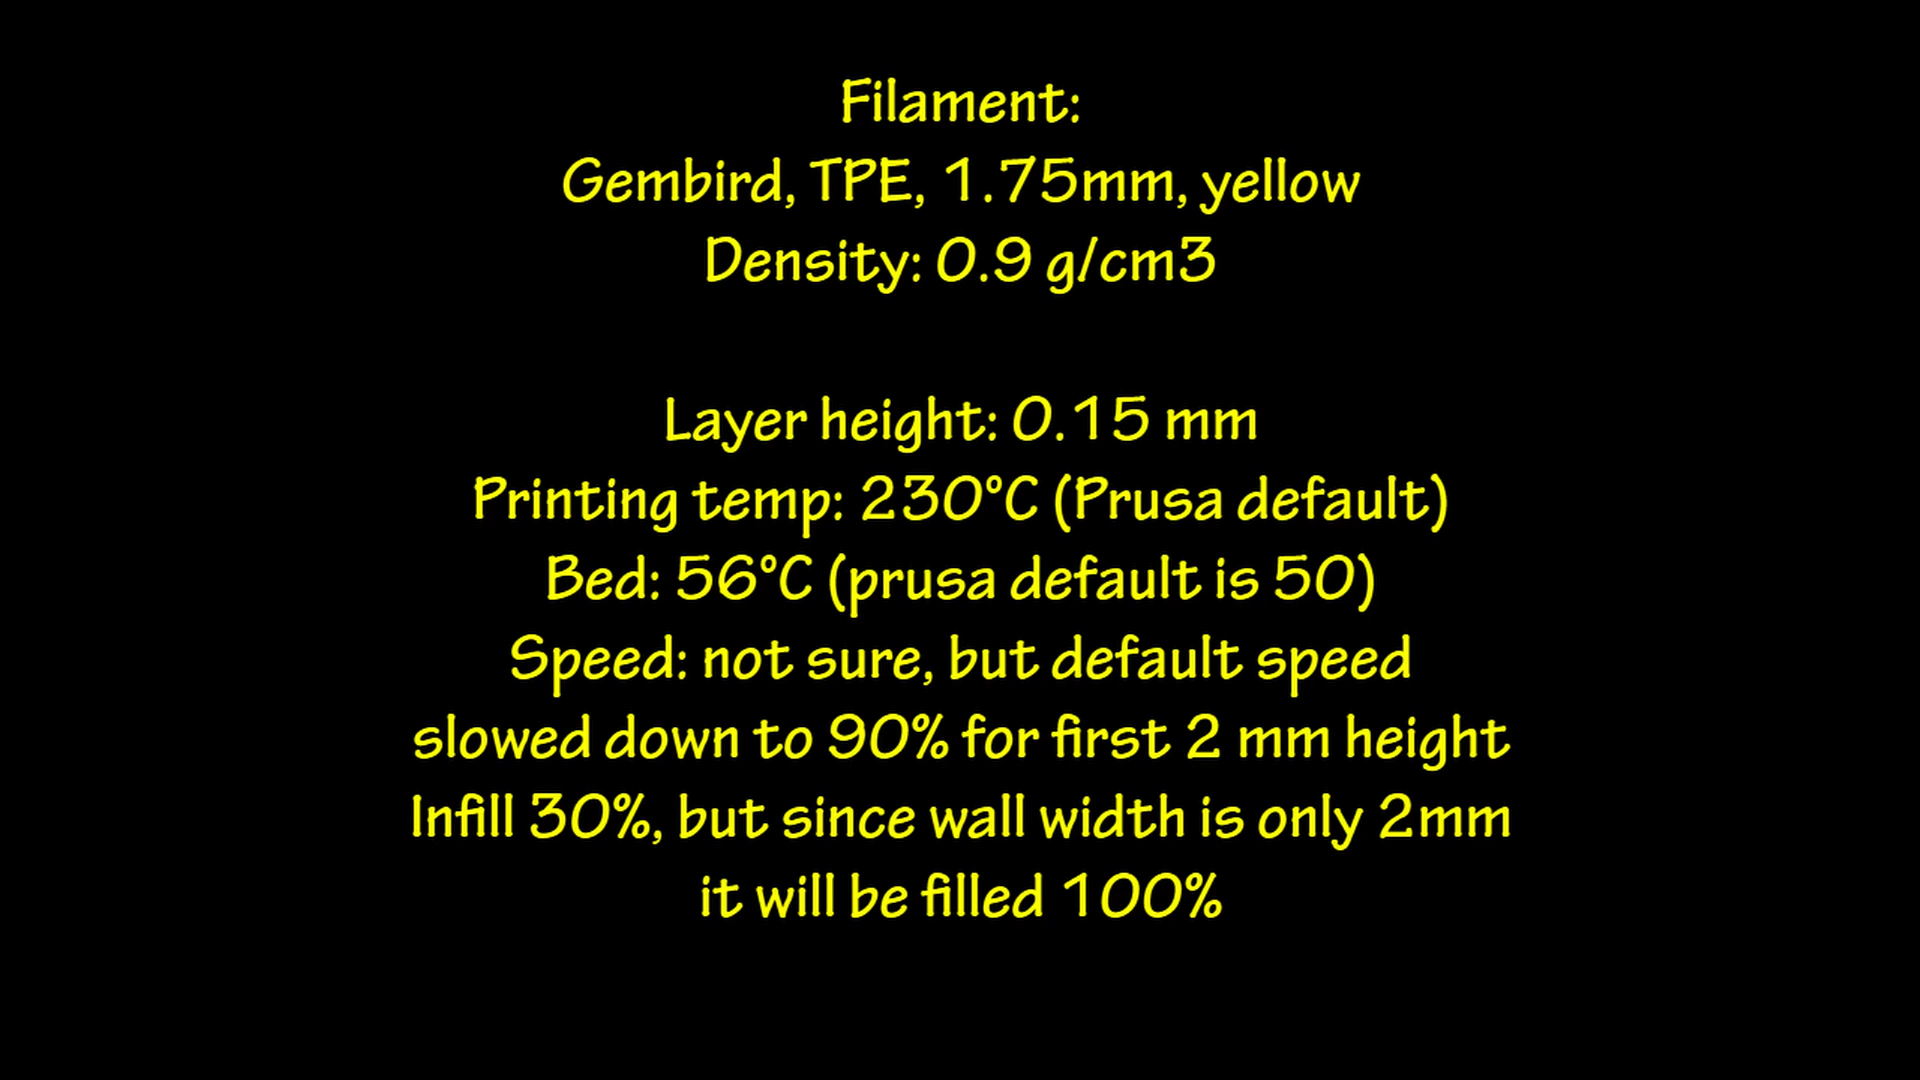 Filament:
Gembird, TPE, 1.75mm, yellow
Density: 0.9 g/cm3
Layer height: 0.15 mm
Printing temp: 230°C (Prusa default)
Bed: 56°C (prusa default is 50)
Speed: not sure, but default speed
slowed down to 90% for first 2 mm height
Infill 30%, but since wall width is only 2mm
it will be filled 100%